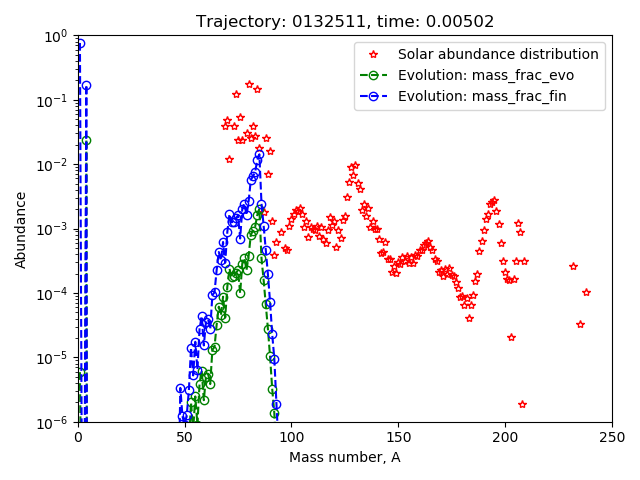 Trajectory: 0132511, time: 0.00502
Solar abundance distribution
Evolution: mass_frac_evo
Evolution: mass_frac_fin
Abundance
10^0
10^-1
10^-2
10^-3
10^-4
10^-5
10^-6
0 50 100 150 200 250
Mass number, A